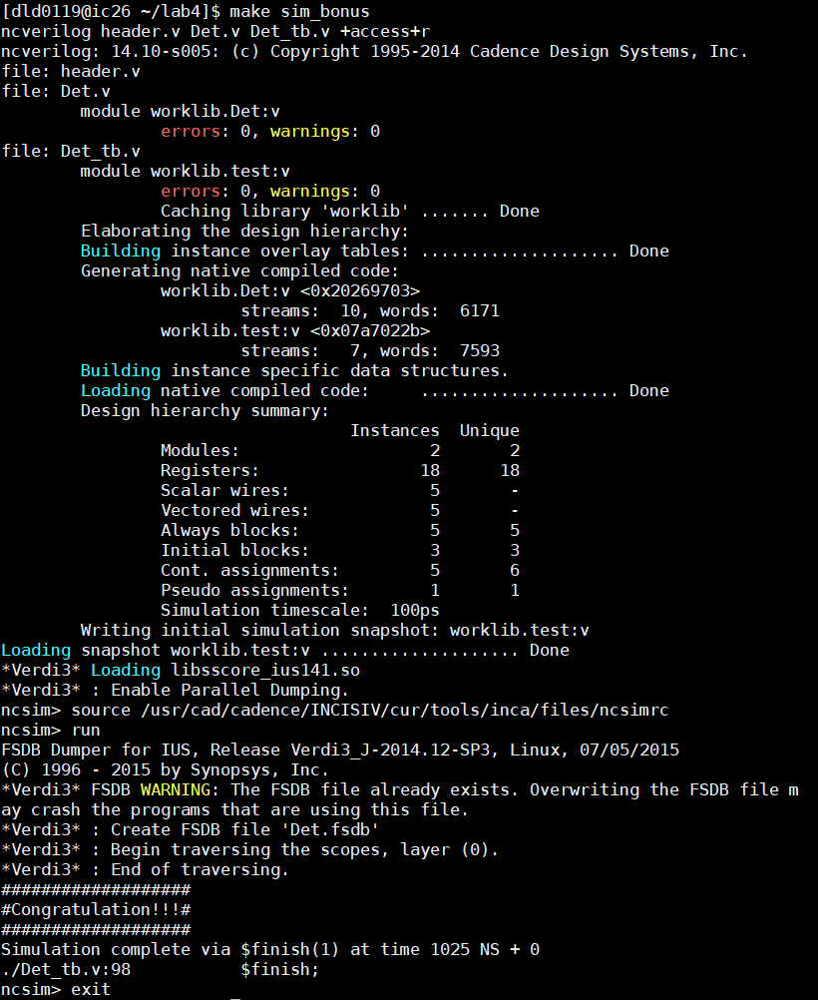 [dld0119@ic26 ~/lab4]$ make sim_bonus
ncverilog header.v Det.v Det_tb.v +access+r
ncverilog: 14.10-s005: (c) Copyright 1995-2014 Cadence Design Systems, Inc.
file: header.v
file: Det.v
        module worklib.Det:v
                errors: 0, warnings: 0
file: Det_tb.v
        module worklib.test:v
                errors: 0, warnings: 0
                Caching library 'worklib' ....... Done
        Elaborating the design hierarchy:
        Building instance overlay tables: .................... Done
        Generating native compiled code:
                worklib.Det:v <0x20269703>
                        streams:  10, words:  6171
                worklib.test:v <0x07a7022b>
                        streams:   7, words:  7593
        Building instance specific data structures.
        Loading native compiled code:     .................... Done
        Design hierarchy summary:
                                   Instances  Unique
                Modules:                   2       2
                Registers:                18      18
                Scalar wires:              5       -
                Vectored wires:            5       -
                Always blocks:             5       5
                Initial blocks:            3       3
                Cont. assignments:         5       6
                Pseudo assignments:        1       1
                Simulation timescale:  100ps
        Writing initial simulation snapshot: worklib.test:v
Loading snapshot worklib.test:v .................... Done
*Verdi3* Loading libsscore_ius141.so
*Verdi3* : Enable Parallel Dumping.
ncsim> source /usr/cad/cadence/INCISIV/cur/tools/inca/files/ncsimrc
ncsim> run
FSDB Dumper for IUS, Release Verdi3_J-2014.12-SP3, Linux, 07/05/2015
(C) 1996 - 2015 by Synopsys, Inc.
*Verdi3* FSDB WARNING: The FSDB file already exists. Overwriting the FSDB file m
ay crash the programs that are using this file.
*Verdi3* : Create FSDB file 'Det.fsdb'
*Verdi3* : Begin traversing the scopes, layer (0).
*Verdi3* : End of traversing.
###################
#Congratulation!!!#
###################
Simulation complete via $finish(1) at time 1025 NS + 0
./Det_tb.v:98           $finish;
ncsim> exit